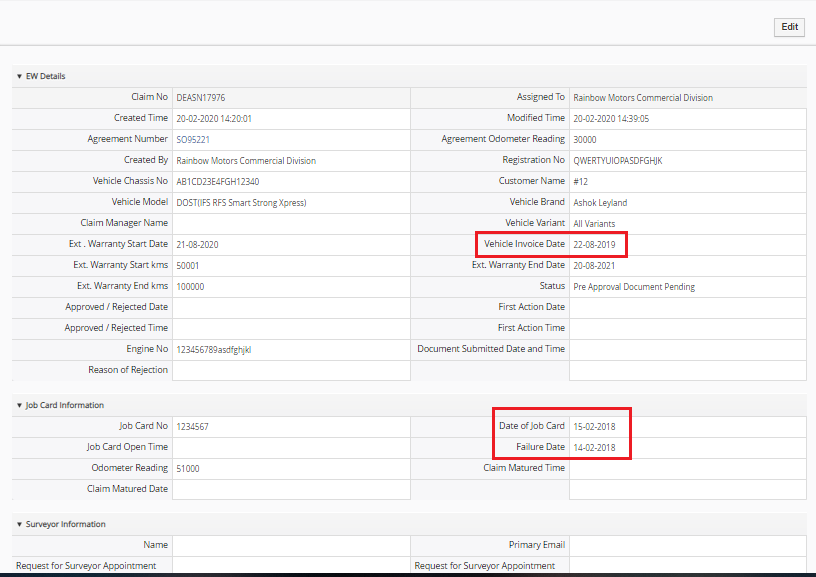 Edit
▼ EW Details
Claim No DEASN17976 Assigned To Rainbow Motors Commercial Division
Created Time 20-02-2020 14:20:01 Modified Time 20-02-2020 14:39:05
Agreement Number SO95221 Agreement Odometer Reading 30000
Created By Rainbow Motors Commercial Division Registration No QWERTYUIOPASDFGHJK
Vehicle Chassis No AB1CD23E4FGH12340 Customer Name #12
Vehicle Model DOST(IFS RFS Smart Strong Xpress) Vehicle Brand Ashok Leyland
Claim Manager Name Vehicle Variant All Variants
Ext . Warranty Start Date 21-08-2020 Vehicle Invoice Date 22-08-2019
Ext. Warranty Start kms 50001 Ext. Warranty End Date 20-08-2021
Ext. Warranty End kms 100000 Status Pre Approval Document Pending
Approved / Rejected Date First Action Date
Approved / Rejected Time First Action Time
Engine No 123456789asdfghjkl Document Submitted Date and Time
Reason of Rejection
▼ Job Card Information
Job Card No 1234567 Date of Job Card 15-02-2018
Job Card Open Time Failure Date 14-02-2018
Odometer Reading 51000 Claim Matured Time
Claim Matured Date
▼ Surveyor Information
Name Primary Email
Request for Surveyor Appointment Request for Surveyor Appointment